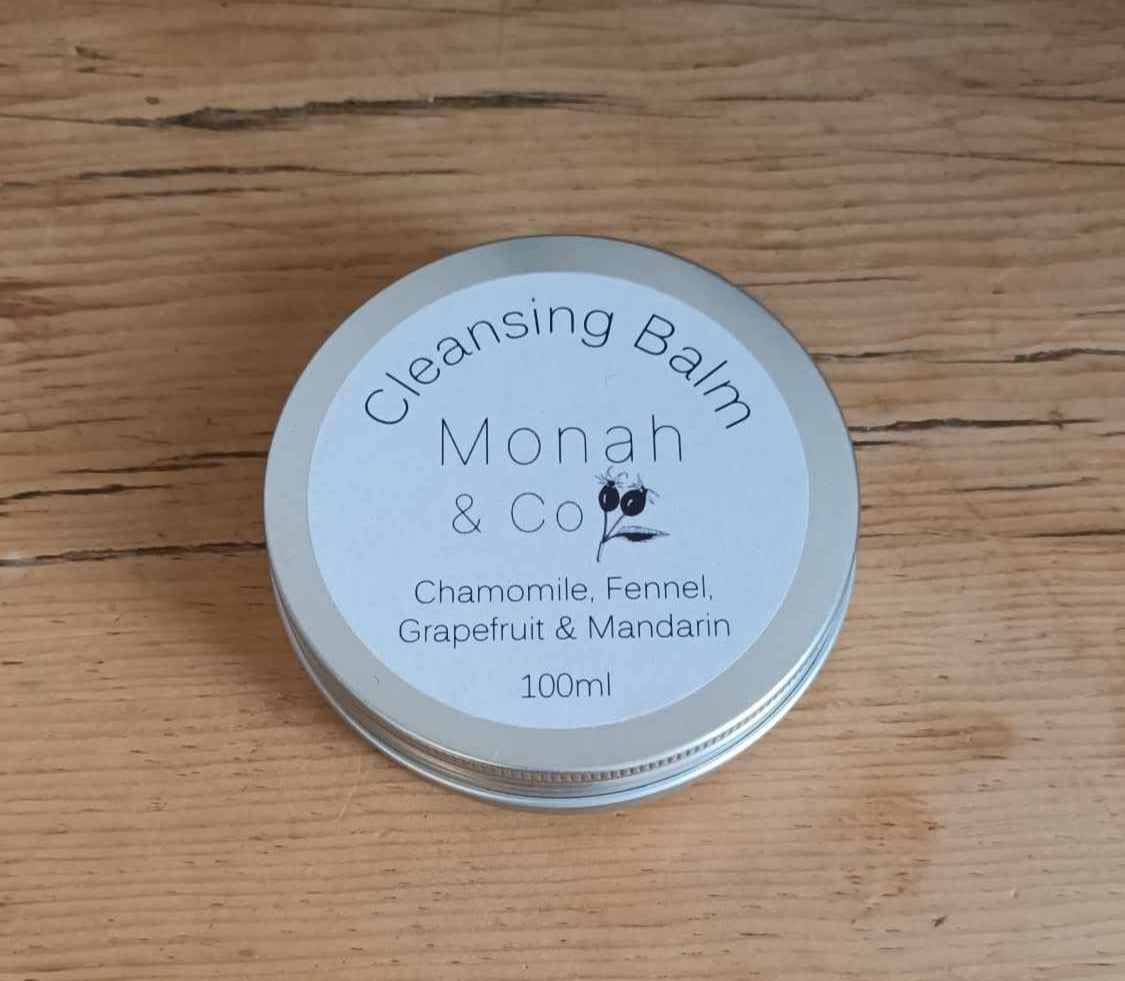 Cleansing Balm
Monah
& Co
Chamomile, Fennel,
Grapefruit & Mandarin
100ml